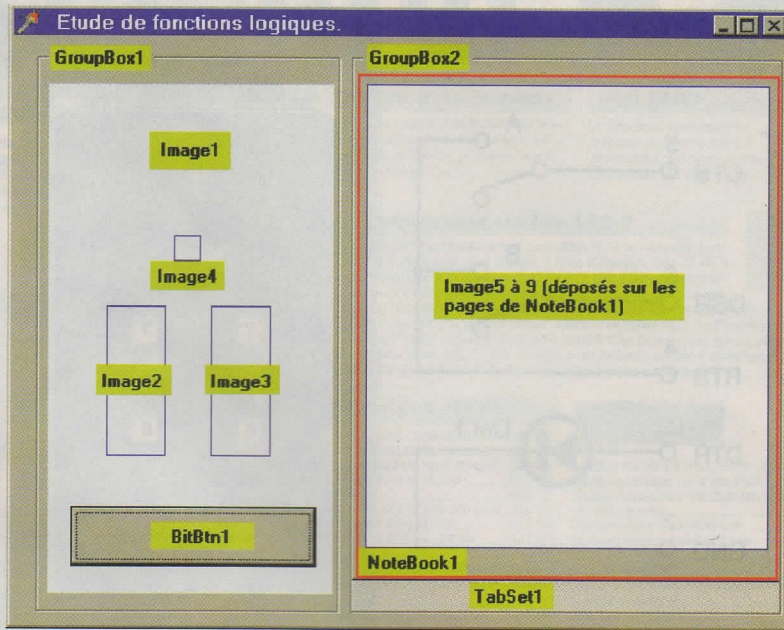 Etude de fonctions logiques.
GroupBox1
GroupBox2
Image1
Image4
Image2
Image3
BitBtn1
Image5 à 9 (déposés sur les
pages de NoteBook1)
NoteBook1
TabSet1